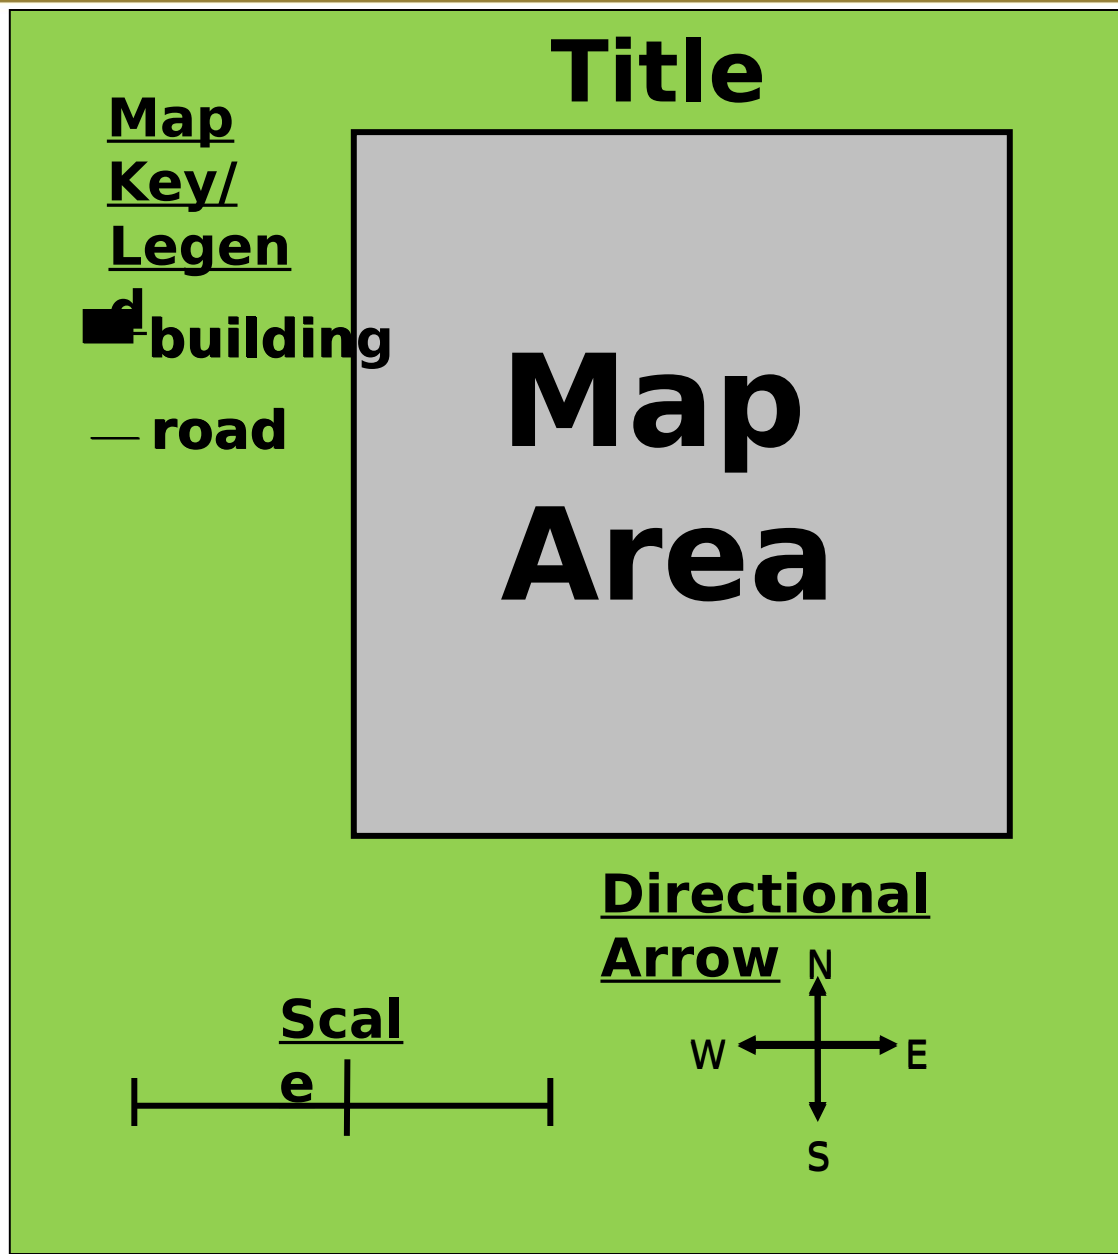 Title
Map
Key/
Legen
d
building
road
Map
Area
Directional
Arrow
N
W
E
S
Scal
e